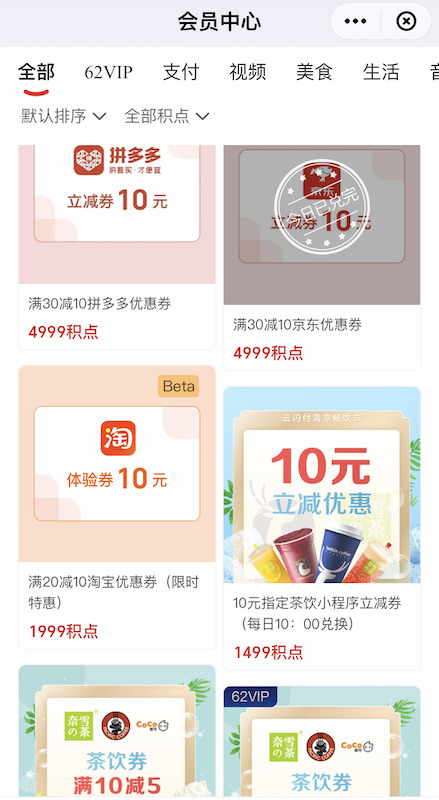 会员中心
全部 62VIP 支付 视频 美食 生活
默认排序 全部积点
拼多多
拼着买·才便宜
立减券10元
满30减10拼多多优惠券
4999积点
京东
今日已兑完
立减券10元
满30减10京东优惠券
4999积点
Beta
淘
体验券10元
满20减10淘宝优惠券（限时
特惠）
1999积点
云闪付清凉畅饮节
10元
立减优惠
10元指定茶饮小程序立减券
（每日10：00兑换）
1499积点
奈雪の茶
CoCo
茶饮券
满10减5
62VIP
奈雪の茶
CoCo
茶饮券